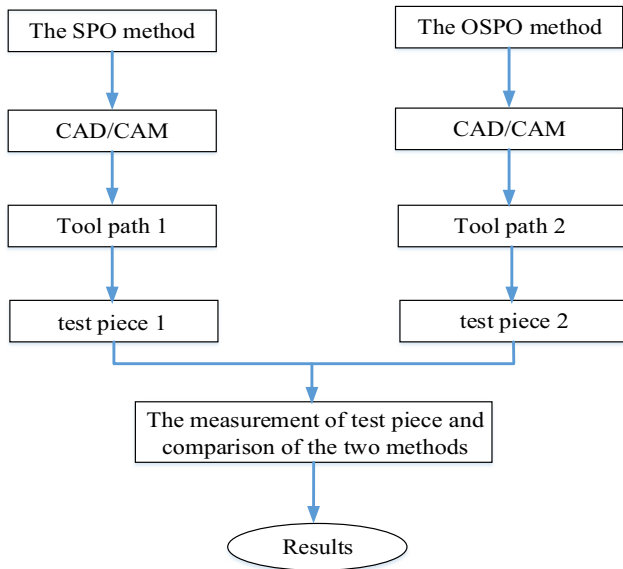 The SPO method
The OSPO method
CAD/CAM
CAD/CAM
Tool path 1
Tool path 2
test piece 1
test piece 2
The measurement of test piece and
comparison of the two methods
Results